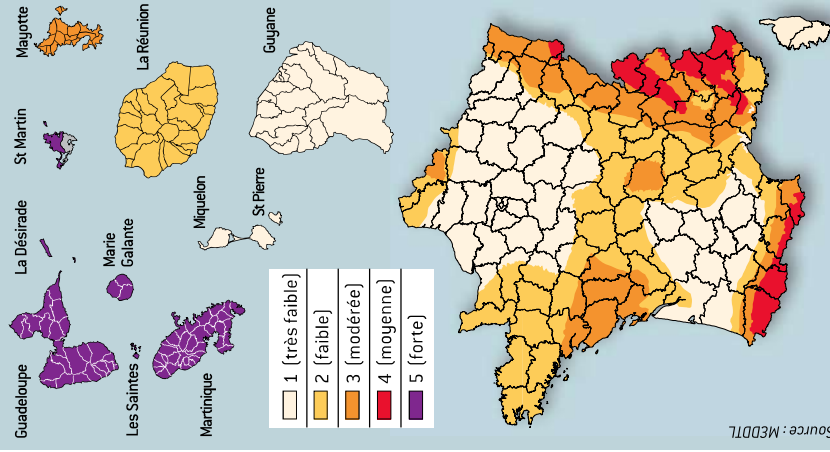 Mayotte
La Réunion
Guyane
St Martin
Miquelon
St Pierre
La Désirade
Marie
Galante
Guadeloupe
Les Saintes
Martinique
1 (très faible)
2 (faible)
3 (modérée)
4 (moyenne)
5 (forte)
Source : MEDDTL